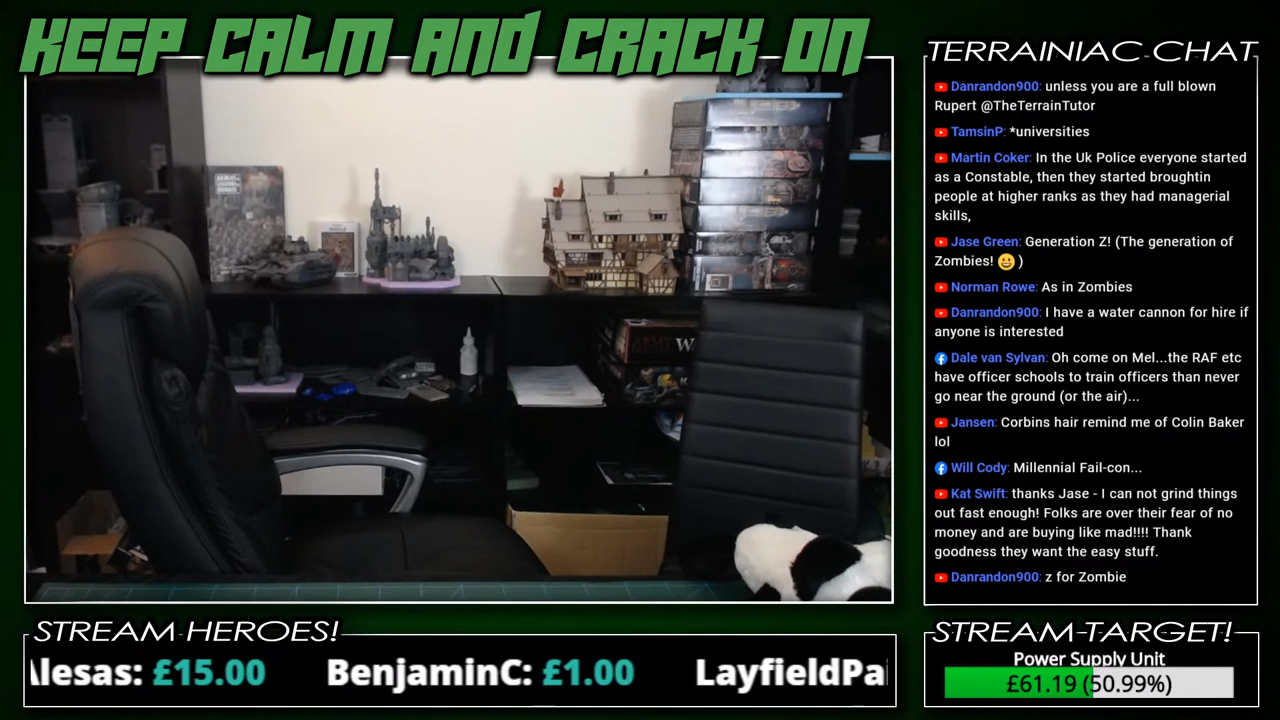 KEEP CALM AND CRACK ON
TERRAINIAC CHAT
Danrandon900: unless you are a full blown
Rupert @TheTerrainTutor
TamsinP: *universities
Martin Coker: In the Uk Police everyone started
as a Constable, then they started broughtin
people at higher ranks as they had managerial
skills,
Jase Green: Generation Z! (The generation of
Zombies! 😀 )
Norman Rowe: As in Zombies
Danrandon900: I have a water cannon for hire if
anyone is interested
Dale van Sylvan: Oh come on Mel...the RAF etc
have officer schools to train officers than never
go near the ground (or the air)...
Jansen: Corbins hair remind me of Colin Baker
lol
Will Cody: Millennial Fail-con...
Kat Swift: thanks Jase - I can not grind things
out fast enough! Folks are over their fear of no
money and are buying like mad!!!! Thank
goodness they want the easy stuff.
Danrandon900: z for Zombie
STREAM HEROES!
Alesas: £15.00 BenjaminC: £1.00 LayfieldPai
STREAM TARGET!
Power Supply Unit
£61.19 (50.99%)